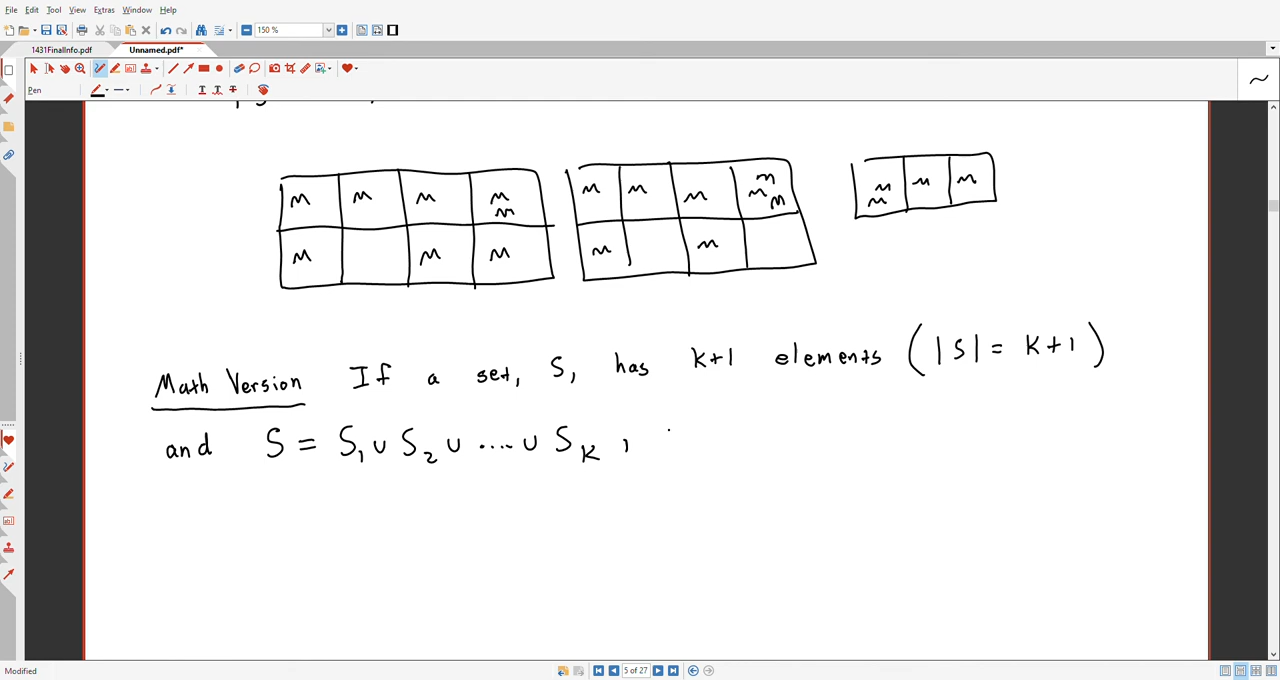 File Edit Tool View Extras Window Help
150 %
1431FinalInfo.pdf Unnamed.pdf*
Pen
Math Version If a set, S, has k+1 elements (|S| = k+1)
and S = S₁ ∪ S₂ ∪ .... ∪ Sₖ ,
Modified 5 of 27